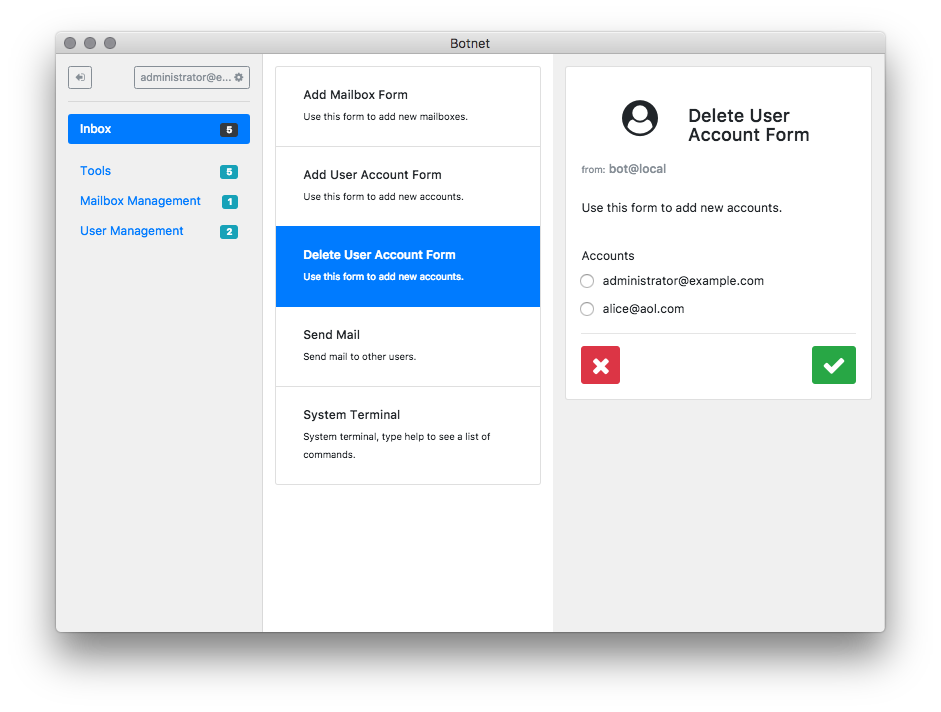 Botnet
administrator@e...
Inbox 5
Tools 5
Mailbox Management 1
User Management 2
Add Mailbox Form
Use this form to add new mailboxes.
Add User Account Form
Use this form to add new accounts.
Delete User Account Form
Use this form to add new accounts.
Send Mail
Send mail to other users.
System Terminal
System terminal, type help to see a list of
commands.
Delete User
Account Form
from: bot@local
Use this form to add new accounts.
Accounts
administrator@example.com
alice@aol.com